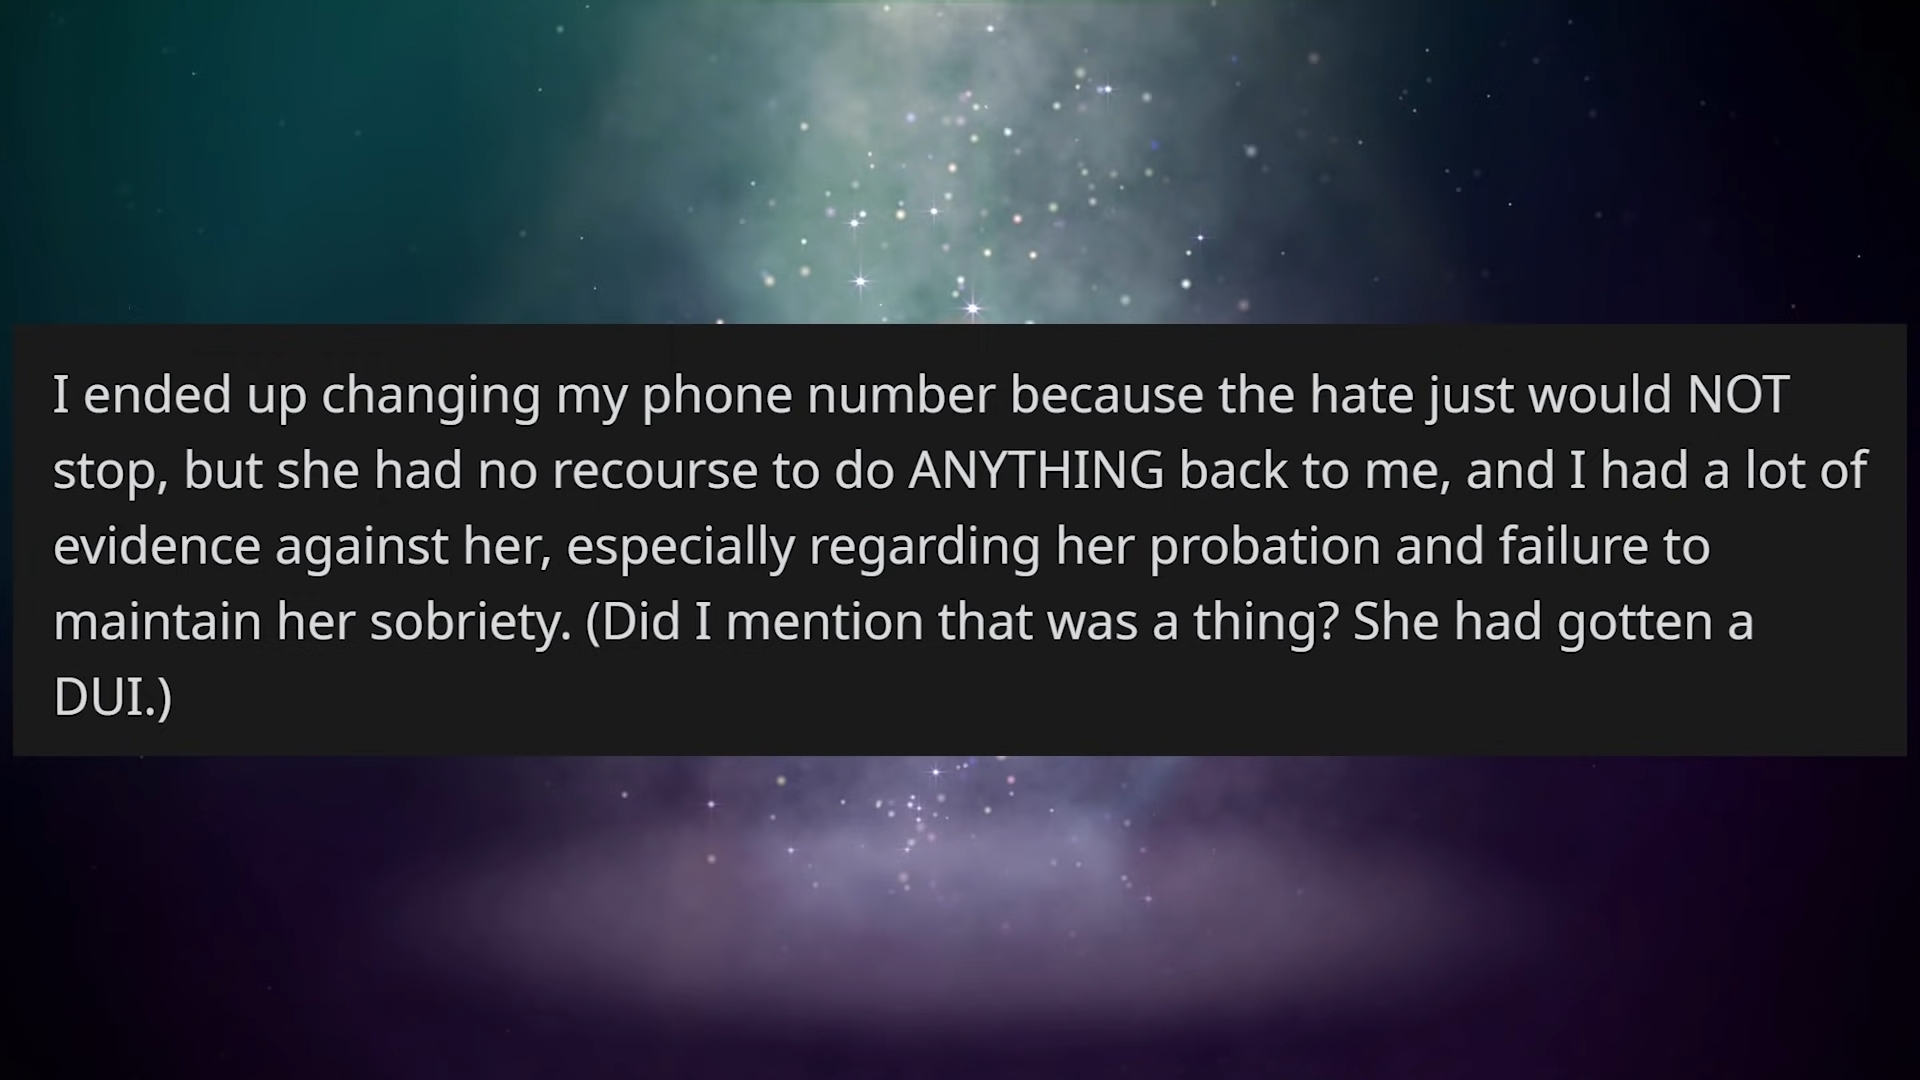 I ended up changing my phone number because the hate just would NOT
stop, but she had no recourse to do ANYTHING back to me, and I had a lot of
evidence against her, especially regarding her probation and failure to
maintain her sobriety. (Did I mention that was a thing? She had gotten a
DUI.)